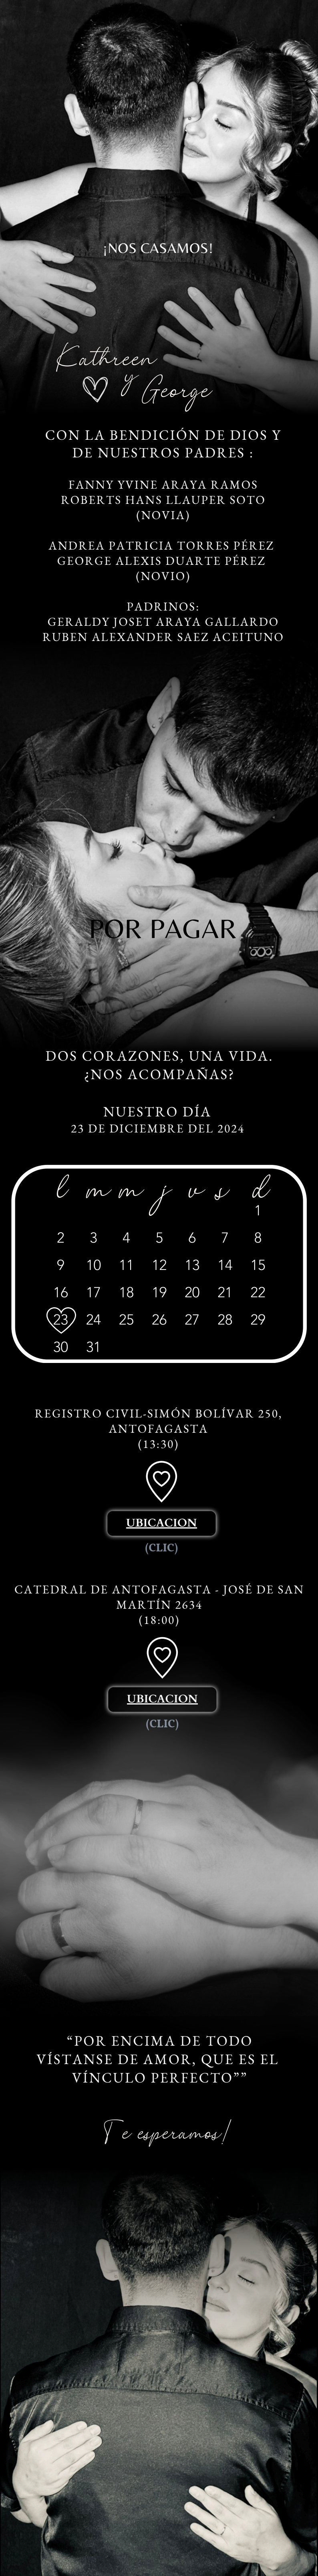 ¡NOS CASAMOS!
Kathreen
y
George
CON LA BENDICIÓN DE DIOS Y
DE NUESTROS PADRES :
FANNY YVINE ARAYA RAMOS
ROBERTS HANS LLAUPER SOTO
(NOVIA)
ANDREA PATRICIA TORRES PÉREZ
GEORGE ALEXIS DUARTE PÉREZ
(NOVIO)
PADRINOS:
GERALDY JOSET ARAYA GALLARDO
RUBEN ALEXANDER SAEZ ACEITUNO
POR PAGAR
DOS CORAZONES, UNA VIDA.
¿NOS ACOMPAÑAS?
NUESTRO DÍA
23 DE DICIEMBRE DEL 2024
l m m j v s d
1
2 3 4 5 6 7 8
9 10 11 12 13 14 15
16 17 18 19 20 21 22
23 24 25 26 27 28 29
30 31
REGISTRO CIVIL-SIMÓN BOLÍVAR 250,
ANTOFAGASTA
(13:30)
UBICACION
(CLIC)
CATEDRAL DE ANTOFAGASTA - JOSÉ DE SAN
MARTÍN 2634
(18:00)
UBICACION
(CLIC)
“POR ENCIMA DE TODO
VÍSTANSE DE AMOR, QUE ES EL
VÍNCULO PERFECTO””
Te esperamos!